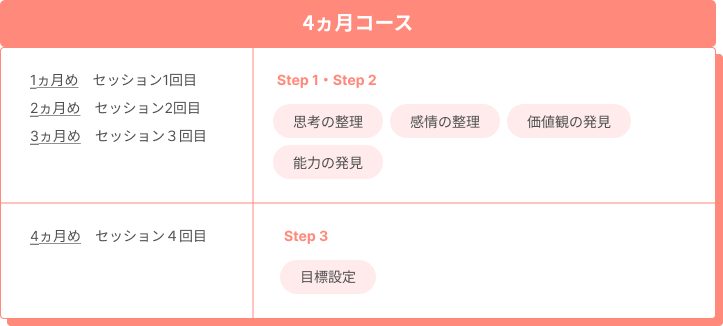 4ヵ月コース
1ヵ月め セッション1回目
2ヵ月め セッション2回目
3ヵ月め セッション３回目
Step 1・Step 2
思考の整理 感情の整理 価値観の発見
能力の発見
4ヵ月め セッション４回目
Step 3
目標設定